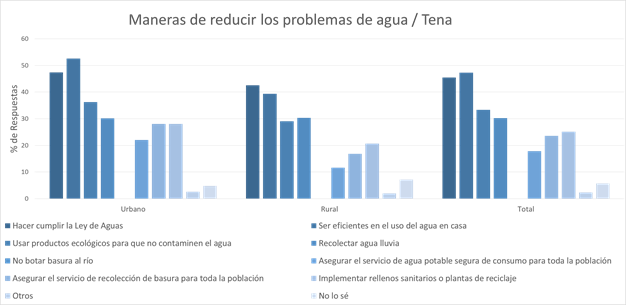 Maneras de reducir los problemas de agua / Tena
60
50
40
30
20
10
0
% de Respuestas
Urbano Rural Total
Hacer cumplir la Ley de Aguas Ser eficientes en el uso del agua en casa
Usar productos ecológicos para que no contaminen el agua Recolectar agua lluvia
No botar basura al río Asegurar el servicio de agua potable segura de consumo para toda la población
Asegurar el servicio de recolección de basura para toda la población Implementar rellenos sanitarios o plantas de reciclaje
Otros No lo sé